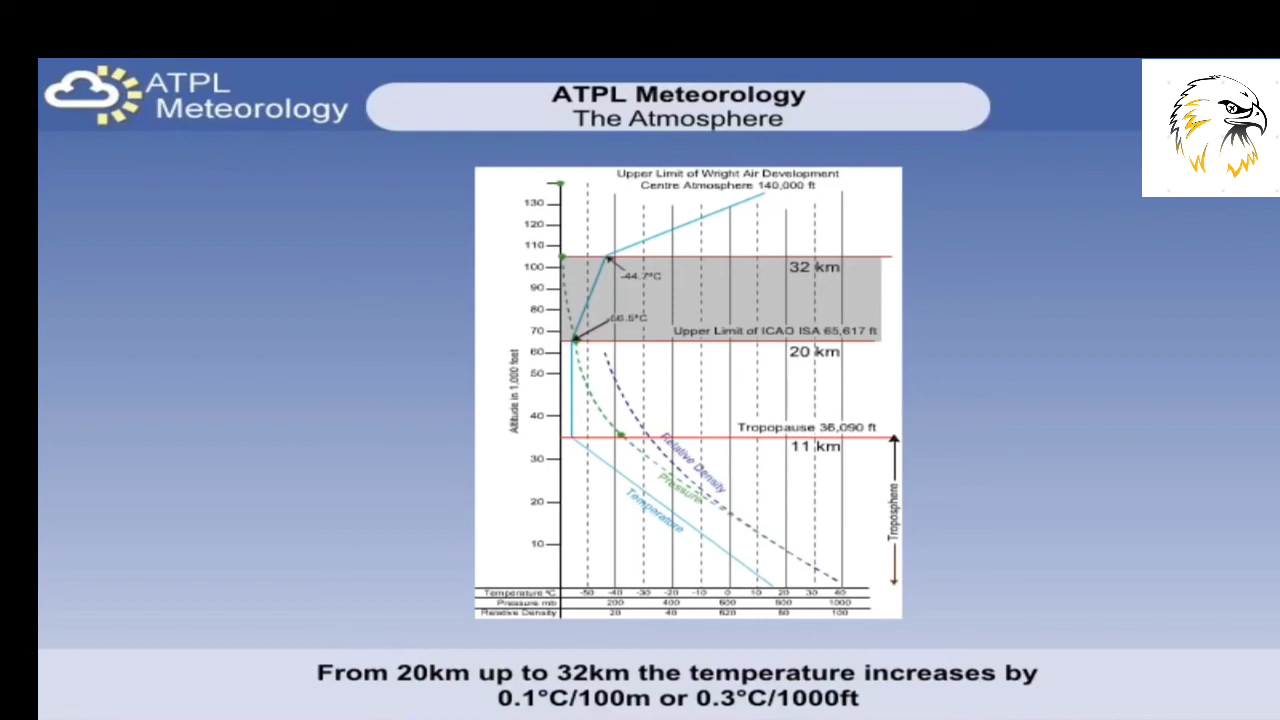 ATPL
Meteorology
ATPL Meteorology
The Atmosphere
Upper Limit of Wright Air Development
Centre Atmosphere 140,000 ft
130
120
110
100
90
80
70
60
50
40
30
20
10
Altitude in 1,000 feet
32 km
-44.7°C
-56.5°C
Upper Limit of ICAO ISA 65,617 ft
20 km
Tropopause 36,090 ft
11 km
Relative Density
Pressure
Temperature
Troposphere
Temperature °C -50 -40 -30 -20 -10 0 10 20 30 40
Pressure mb 200 400 600 800 1000
Relative Density 20 40 620 80 100
From 20km up to 32km the temperature increases by
0.1°C/100m or 0.3°C/1000ft